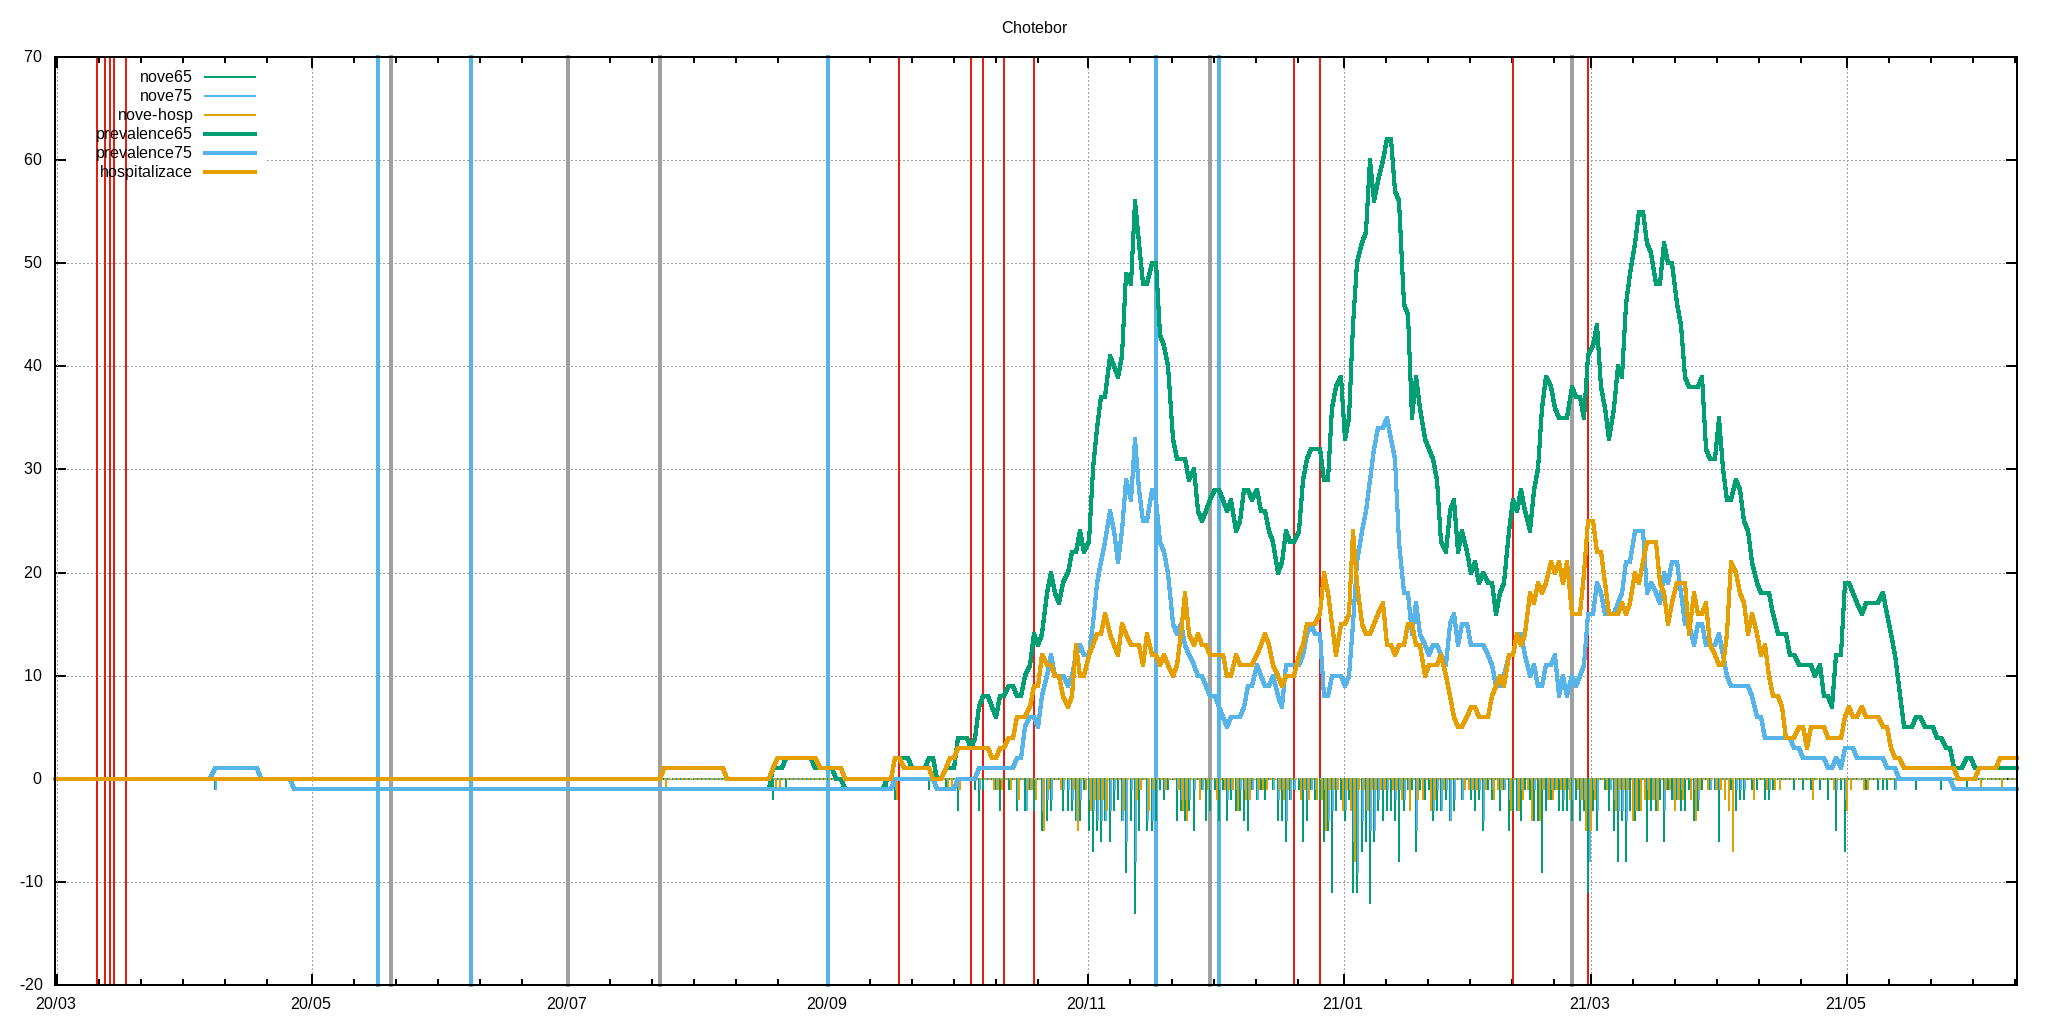 Chotebor
70
60
50
40
30
20
10
0
-10
-20
nove65
nove75
nove-hosp
prevalence65
prevalence75
hospitalizace
20/03 20/05 20/07 20/09 20/11 21/01 21/03 21/05